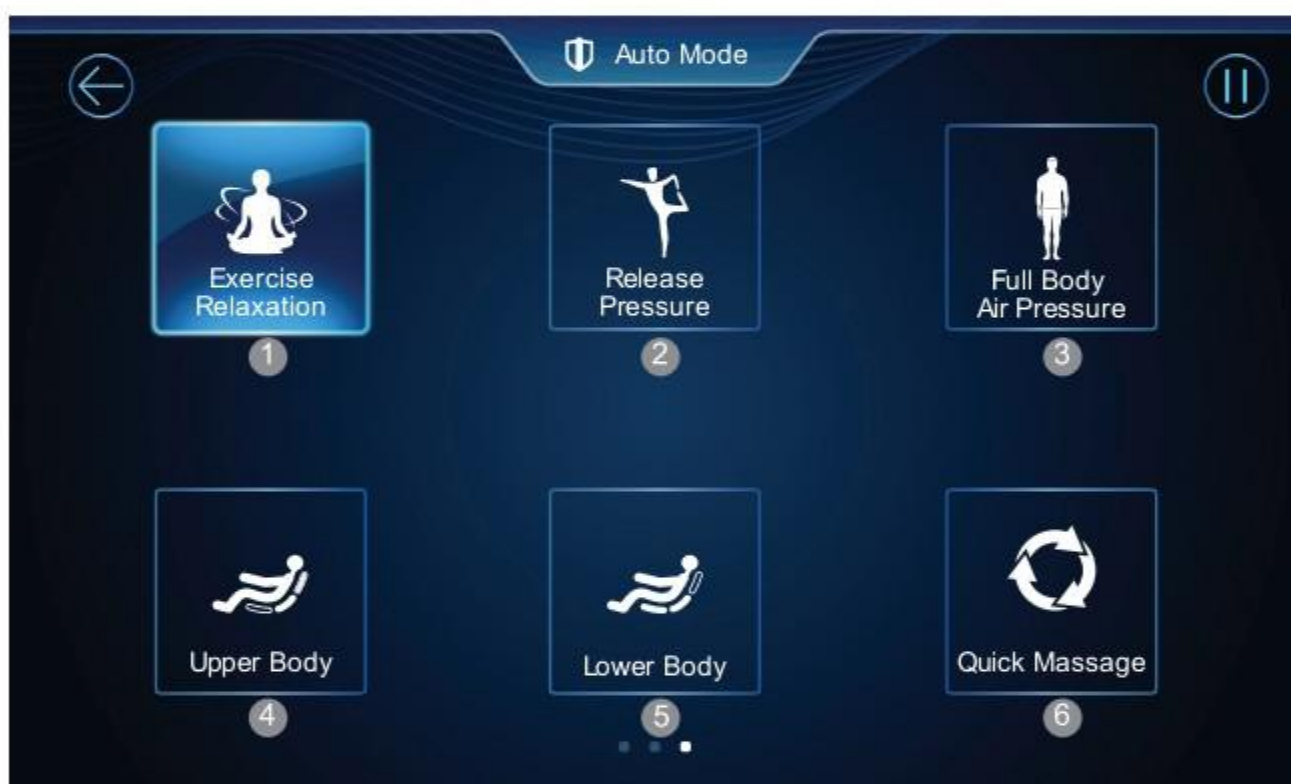 Auto Mode
Exercise
Relaxation
1
Release
Pressure
2
Full Body
Air Pressure
3
Upper Body
4
Lower Body
5
Quick Massage
6